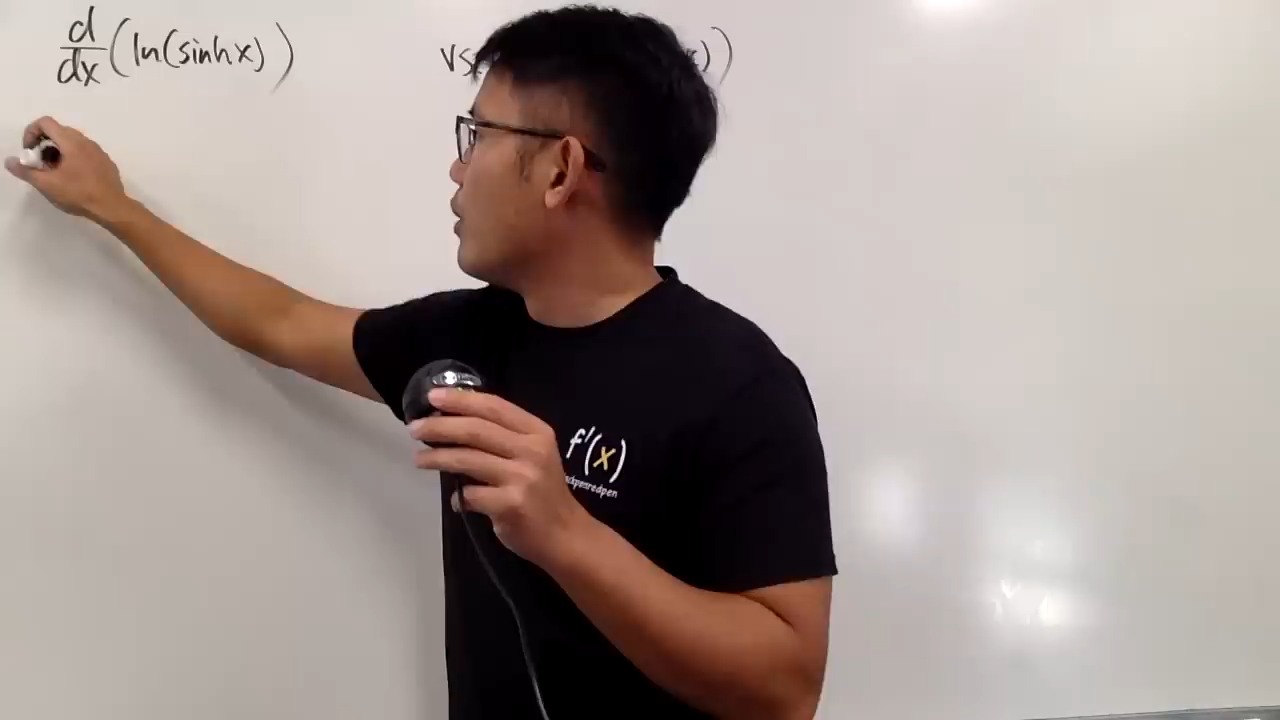 d/dx (ln(sinhx)) vs. ))
f'(x)